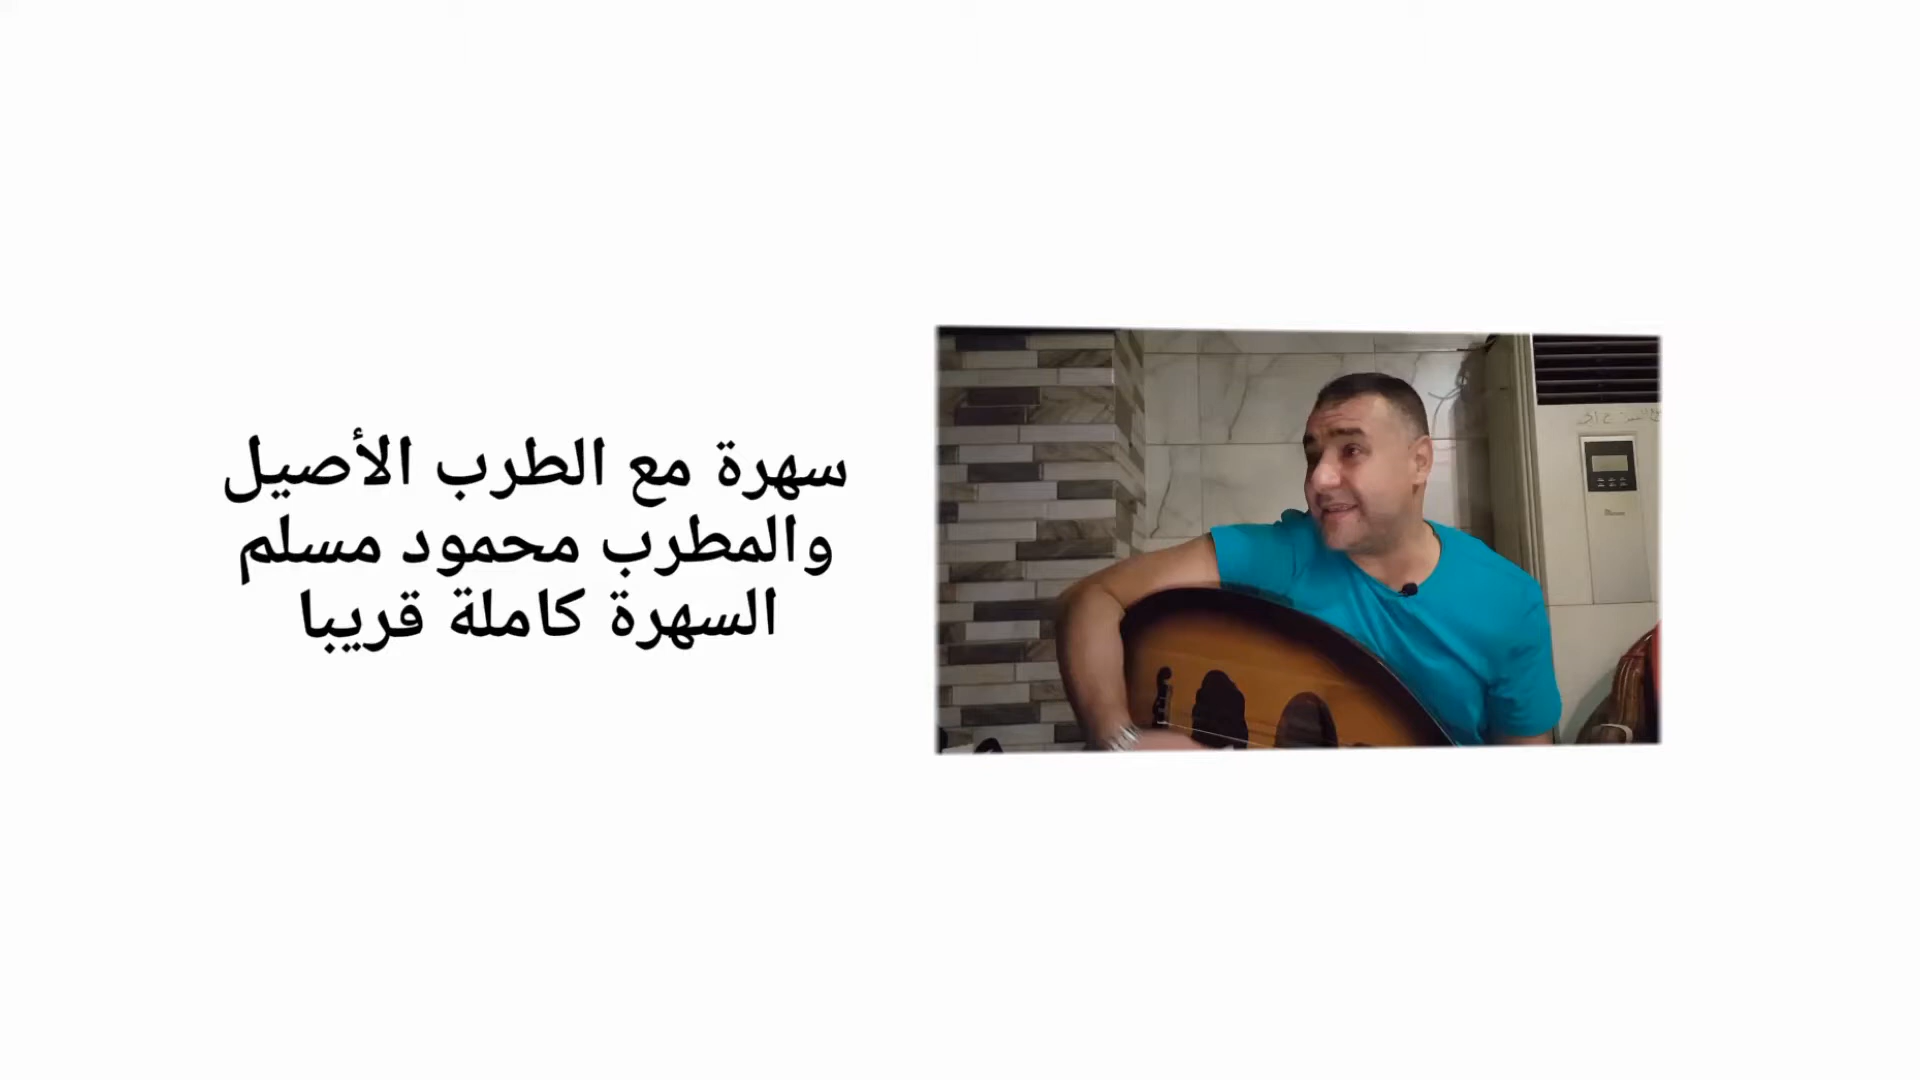 سهرة مع الطرب الأصيل
والمطرب محمود مسلم
السهرة كاملة قريبا